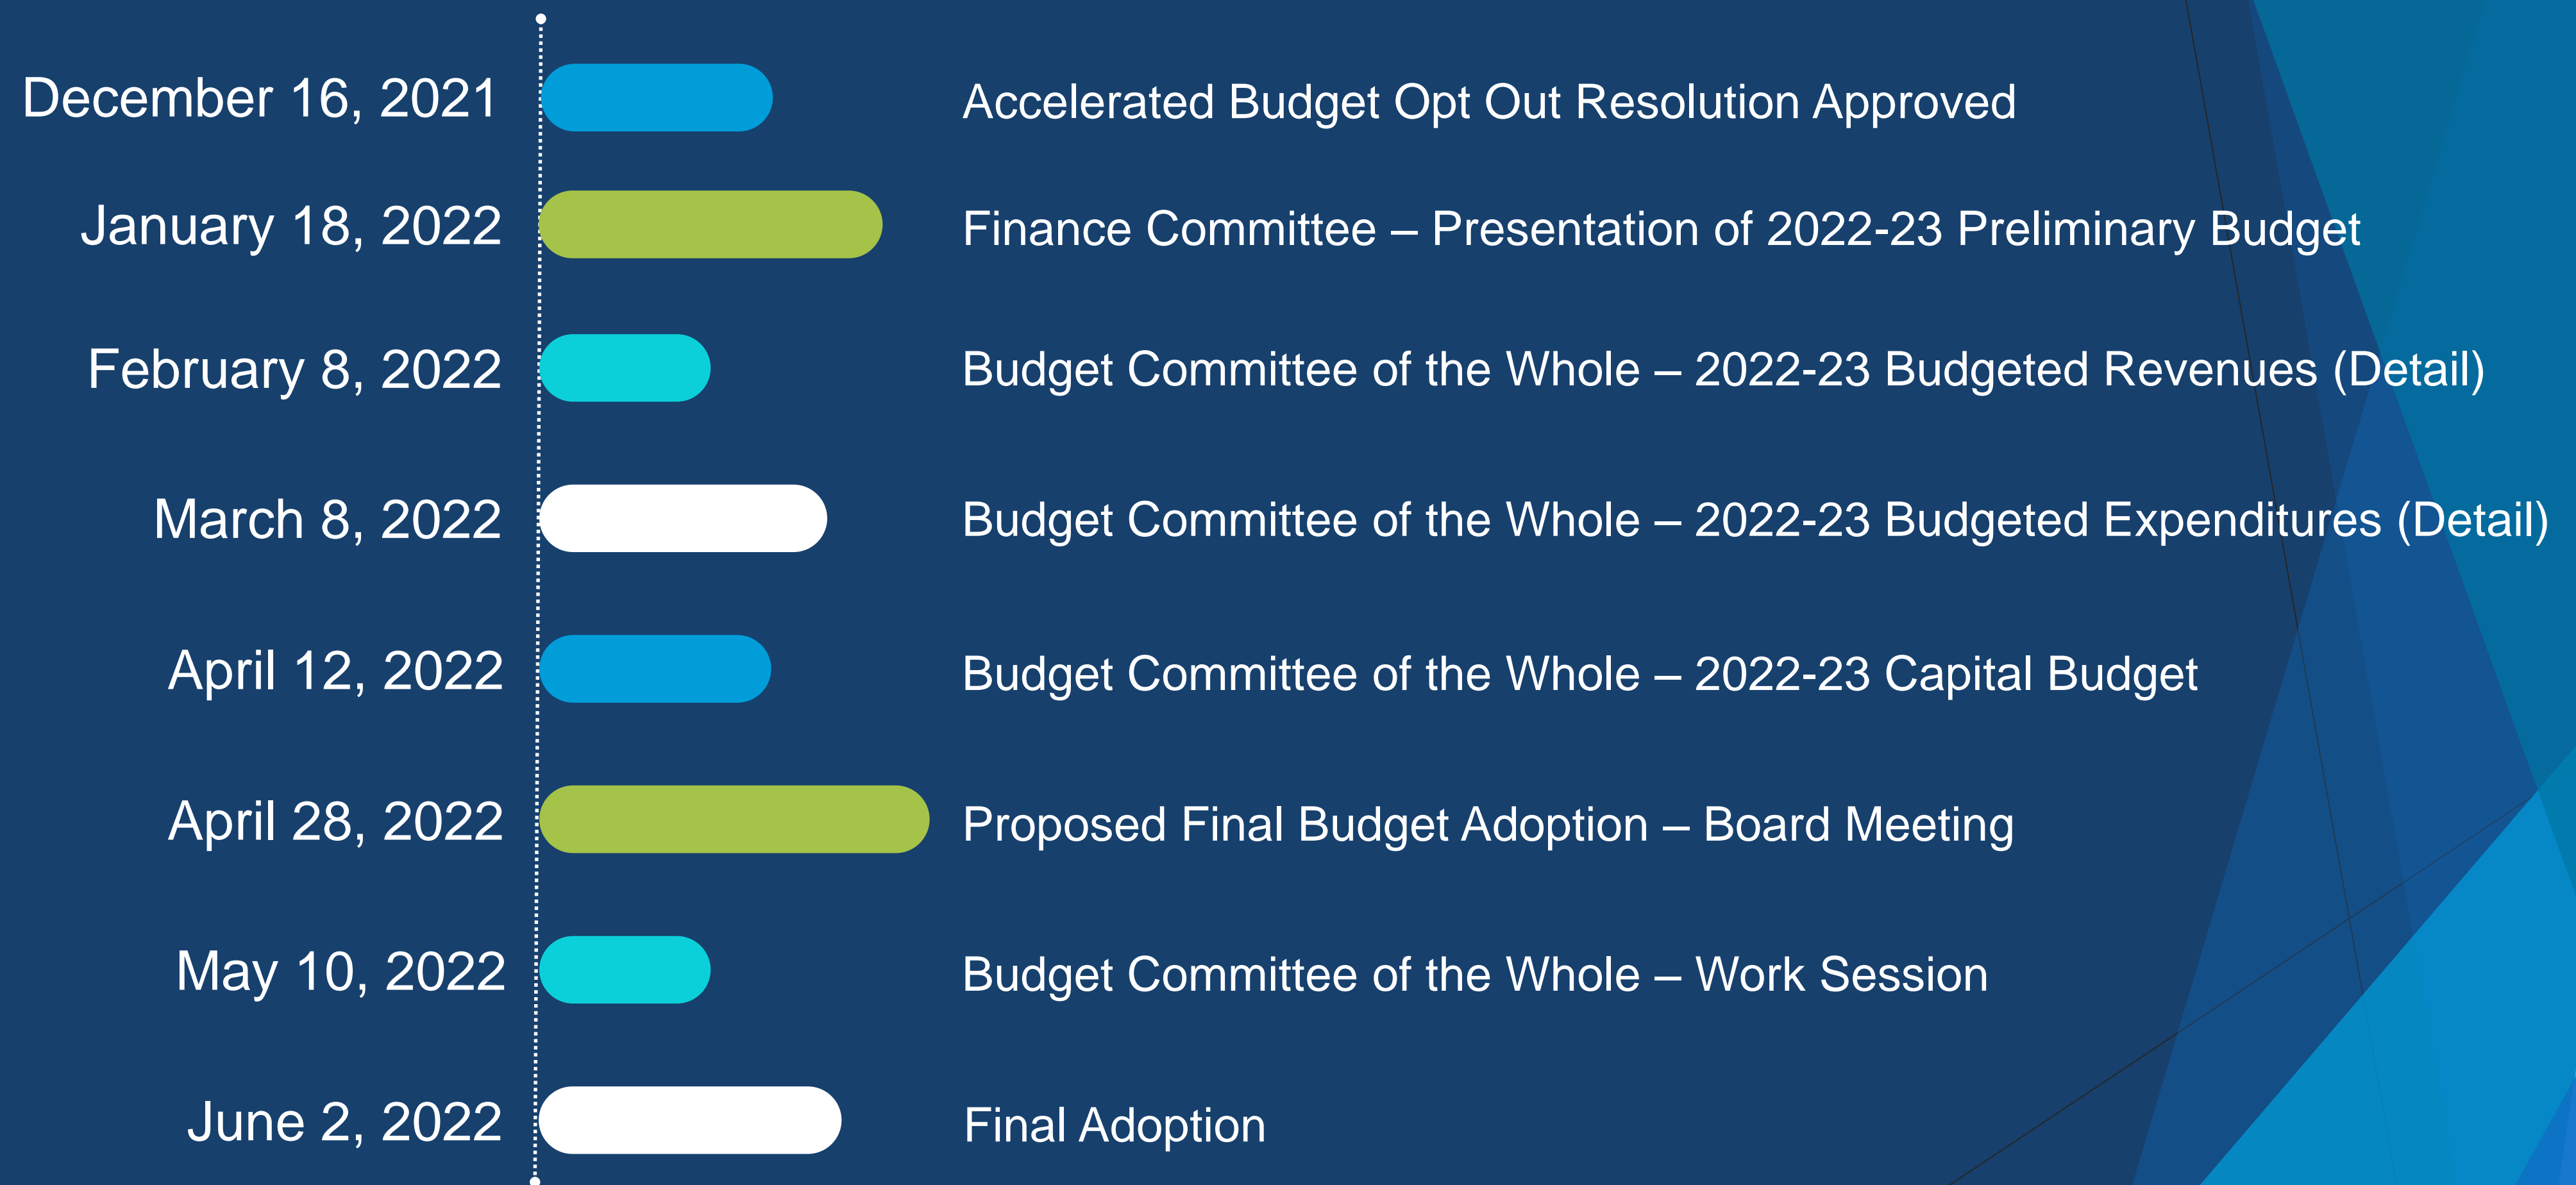 December 16, 2021 Accelerated Budget Opt Out Resolution Approved
January 18, 2022 Finance Committee – Presentation of 2022-23 Preliminary Budget
February 8, 2022 Budget Committee of the Whole – 2022-23 Budgeted Revenues (Detail)
March 8, 2022 Budget Committee of the Whole – 2022-23 Budgeted Expenditures (Detail)
April 12, 2022 Budget Committee of the Whole – 2022-23 Capital Budget
April 28, 2022 Proposed Final Budget Adoption – Board Meeting
May 10, 2022 Budget Committee of the Whole – Work Session
June 2, 2022 Final Adoption